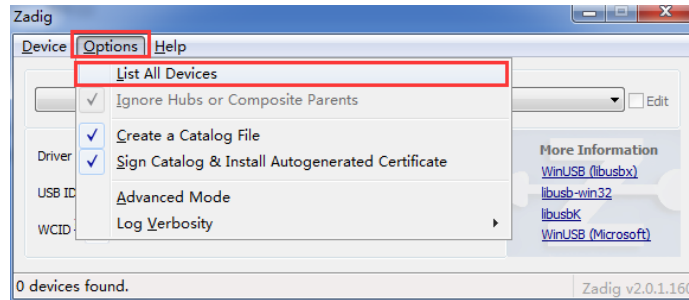 Zadig
Device Options Help
List All Devices
Ignore Hubs or Composite Parents
Edit
Create a Catalog File
Sign Catalog & Install Autogenerated Certificate
Advanced Mode
Log Verbosity
Driver
USB ID
WCID
More Information
WinUSB (libusbx)
libusb-win32
libusbK
WinUSB (Microsoft)
0 devices found.
Zadig v2.0.1.160